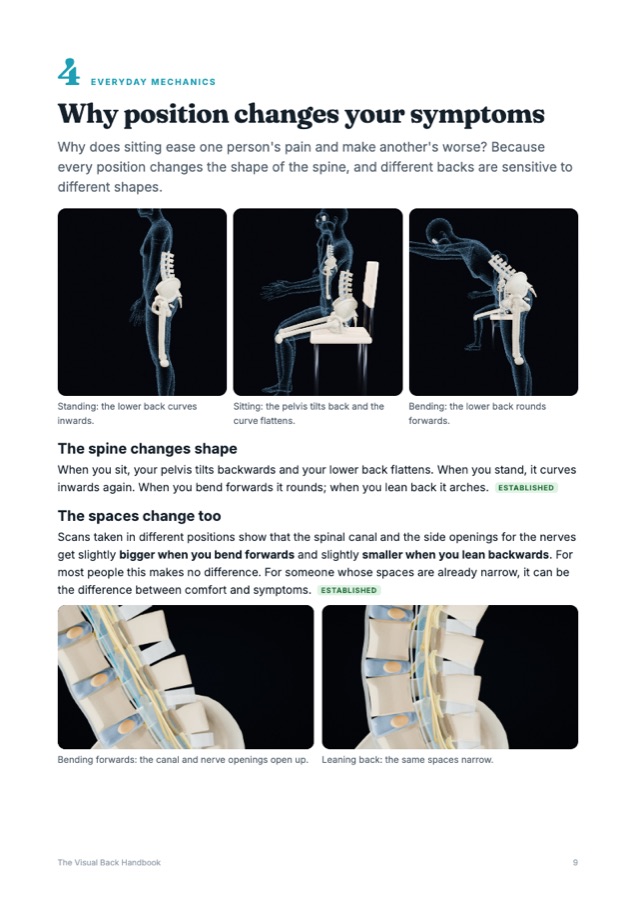 4 EVERYDAY MECHANICS
Why position changes your symptoms
Why does sitting ease one person's pain and make another's worse? Because
every position changes the shape of the spine, and different backs are sensitive to
different shapes.
Standing: the lower back curves
inwards.
Sitting: the pelvis tilts back and the
curve flattens.
Bending: the lower back rounds
forwards.
The spine changes shape
When you sit, your pelvis tilts backwards and your lower back flattens. When you stand, it curves
inwards again. When you bend forwards it rounds; when you lean back it arches. ESTABLISHED
The spaces change too
Scans taken in different positions show that the spinal canal and the side openings for the nerves
get slightly bigger when you bend forwards and slightly smaller when you lean backwards. For
most people this makes no difference. For someone whose spaces are already narrow, it can be
the difference between comfort and symptoms. ESTABLISHED
Bending forwards: the canal and nerve openings open up.
Leaning back: the same spaces narrow.
The Visual Back Handbook
9